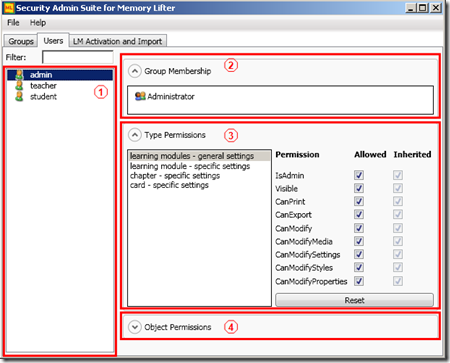 ML Security Admin Suite for Memory Lifter
File Help
Groups Users LM Activation and Import
Filter:
admin
teacher
student
1
Group Membership 2
Administrator
Type Permissions 3
learning modules - general settings
learning module - specific settings
chapter - specific settings
card - specific settings
Permission Allowed Inherited
IsAdmin
Visible
CanPrint
CanExport
CanModify
CanModifyMedia
CanModifySettings
CanModifyStyles
CanModifyProperties
Reset
Object Permissions 4